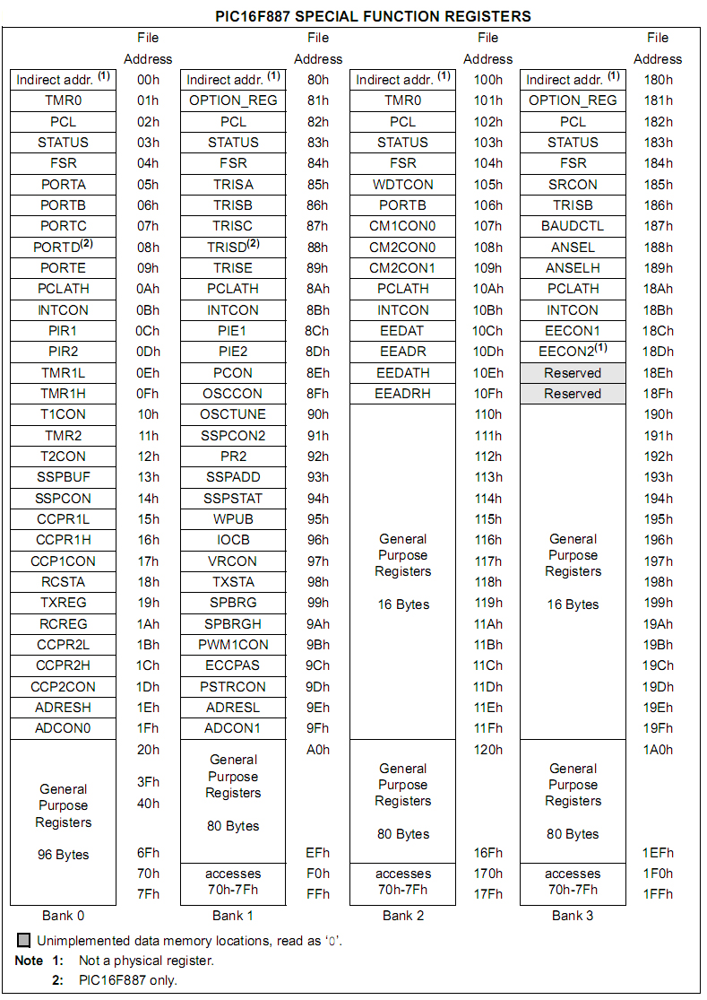 PIC16F887 SPECIAL FUNCTION REGISTERS
File File File File
Address Address Address Address
Indirect addr. (1) 00h Indirect addr. (1) 80h Indirect addr. (1) 100h Indirect addr. (1) 180h
TMR0 01h OPTION_REG 81h TMR0 101h OPTION_REG 181h
PCL 02h PCL 82h PCL 102h PCL 182h
STATUS 03h STATUS 83h STATUS 103h STATUS 183h
FSR 04h FSR 84h FSR 104h FSR 184h
PORTA 05h TRISA 85h WDTCON 105h SRCON 185h
PORTB 06h TRISB 86h PORTB 106h TRISB 186h
PORTC 07h TRISC 87h CM1CON0 107h BAUDCTL 187h
PORTD(2) 08h TRISD(2) 88h CM2CON0 108h ANSEL 188h
PORTE 09h TRISE 89h CM2CON1 109h ANSELH 189h
PCLATH 0Ah PCLATH 8Ah PCLATH 10Ah PCLATH 18Ah
INTCON 0Bh INTCON 8Bh INTCON 10Bh INTCON 18Bh
PIR1 0Ch PIE1 8Ch EEDAT 10Ch EECON1 18Ch
PIR2 0Dh PIE2 8Dh EEADR 10Dh EECON2(1) 18Dh
TMR1L 0Eh PCON 8Eh EEDATH 10Eh Reserved 18Eh
TMR1H 0Fh OSCCON 8Fh EEADRH 10Fh Reserved 18Fh
T1CON 10h OSCTUNE 90h 110h 190h
TMR2 11h SSPCON2 91h 111h 191h
T2CON 12h PR2 92h 112h 192h
SSPBUF 13h SSPADD 93h 113h 193h
SSPCON 14h SSPSTAT 94h 114h 194h
CCPR1L 15h WPUB 95h 115h 195h
CCPR1H 16h IOCB 96h General 116h General 196h
CCP1CON 17h VRCON 97h Purpose 117h Purpose 197h
RCSTA 18h TXSTA 98h Registers 118h Registers 198h
TXREG 19h SPBRG 99h 16 Bytes 119h 16 Bytes 199h
RCREG 1Ah SPBRGH 9Ah 11Ah 19Ah
CCPR2L 1Bh PWM1CON 9Bh 11Bh 19Bh
CCPR2H 1Ch ECCPAS 9Ch 11Ch 19Ch
CCP2CON 1Dh PSTRCON 9Dh 11Dh 19Dh
ADRESH 1Eh ADRESL 9Eh 11Eh 19Eh
ADCON0 1Fh ADCON1 9Fh 11Fh 19Fh
20h A0h 120h 1A0h
General General General
Purpose Purpose Purpose
3Fh
General Registers Registers Registers
Purpose 40h
Registers 80 Bytes 80 Bytes 80 Bytes
96 Bytes 6Fh EFh 16Fh 1EFh
70h accesses F0h accesses 170h accesses 1F0h
7Fh 70h-7Fh FFh 70h-7Fh 17Fh 70h-7Fh 1FFh
Bank 0 Bank 1 Bank 2 Bank 3
Unimplemented data memory locations, read as ‘0’.
Note 1: Not a physical register.
2: PIC16F887 only.